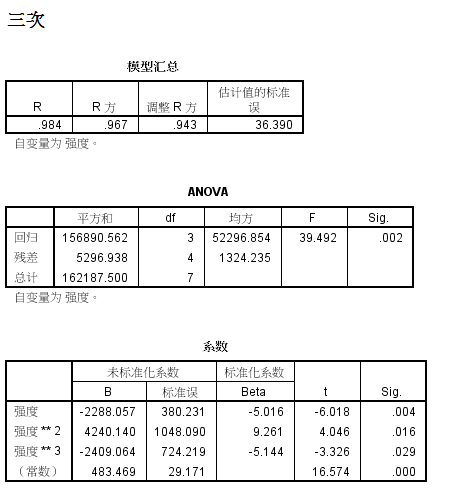 三次
模型汇总
R R 方 调整 R 方 估计值的标准误
.984 .967 .943 36.390
自变量为 强度。
ANOVA
平方和 df 均方 F Sig.
回归 156890.562 3 52296.854 39.492 .002
残差 5296.938 4 1324.235
总计 162187.500 7
自变量为 强度。
系数
未标准化系数 标准化系数 t Sig.
B 标准误 Beta
强度 -2288.057 380.231 -5.016 -6.018 .004
强度 ** 2 4240.140 1048.090 9.261 4.046 .016
强度 ** 3 -2409.064 724.219 -5.144 -3.326 .029
（常数） 483.469 29.171 16.574 .000